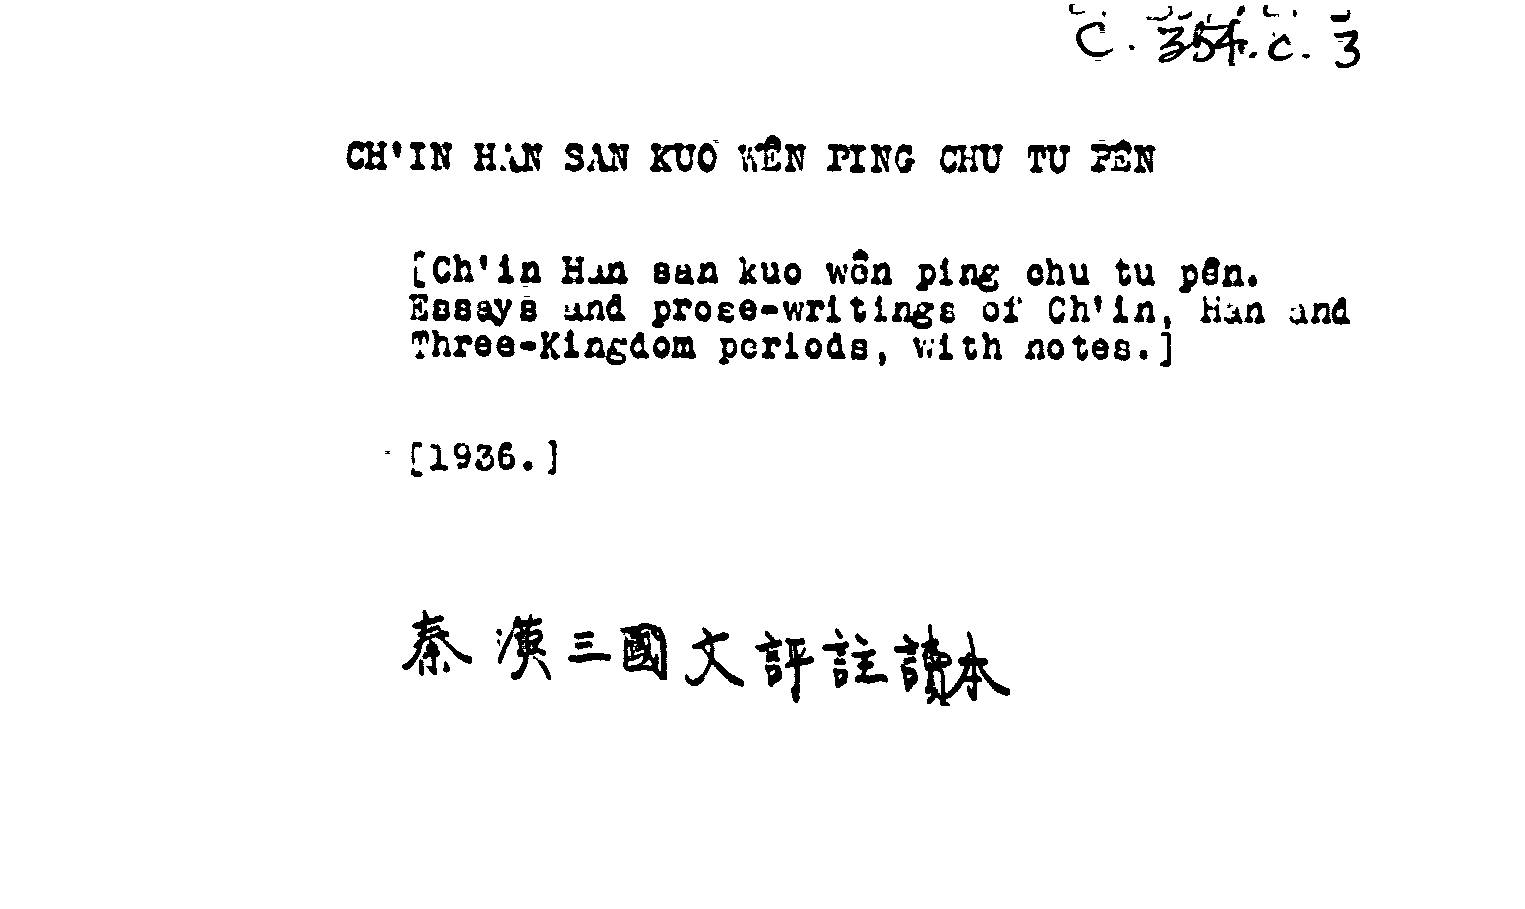 C. 354. c. 3
CH'IN HAN SAN KUO WÊN PING CHU TU PÊN
[Ch'in Han san kuo wên ping chu tu pên.
Essays and prose-writings of Ch'in, Han and
Three-Kingdom periods, with notes.]
[1936.]
秦漢三國文評註讀本